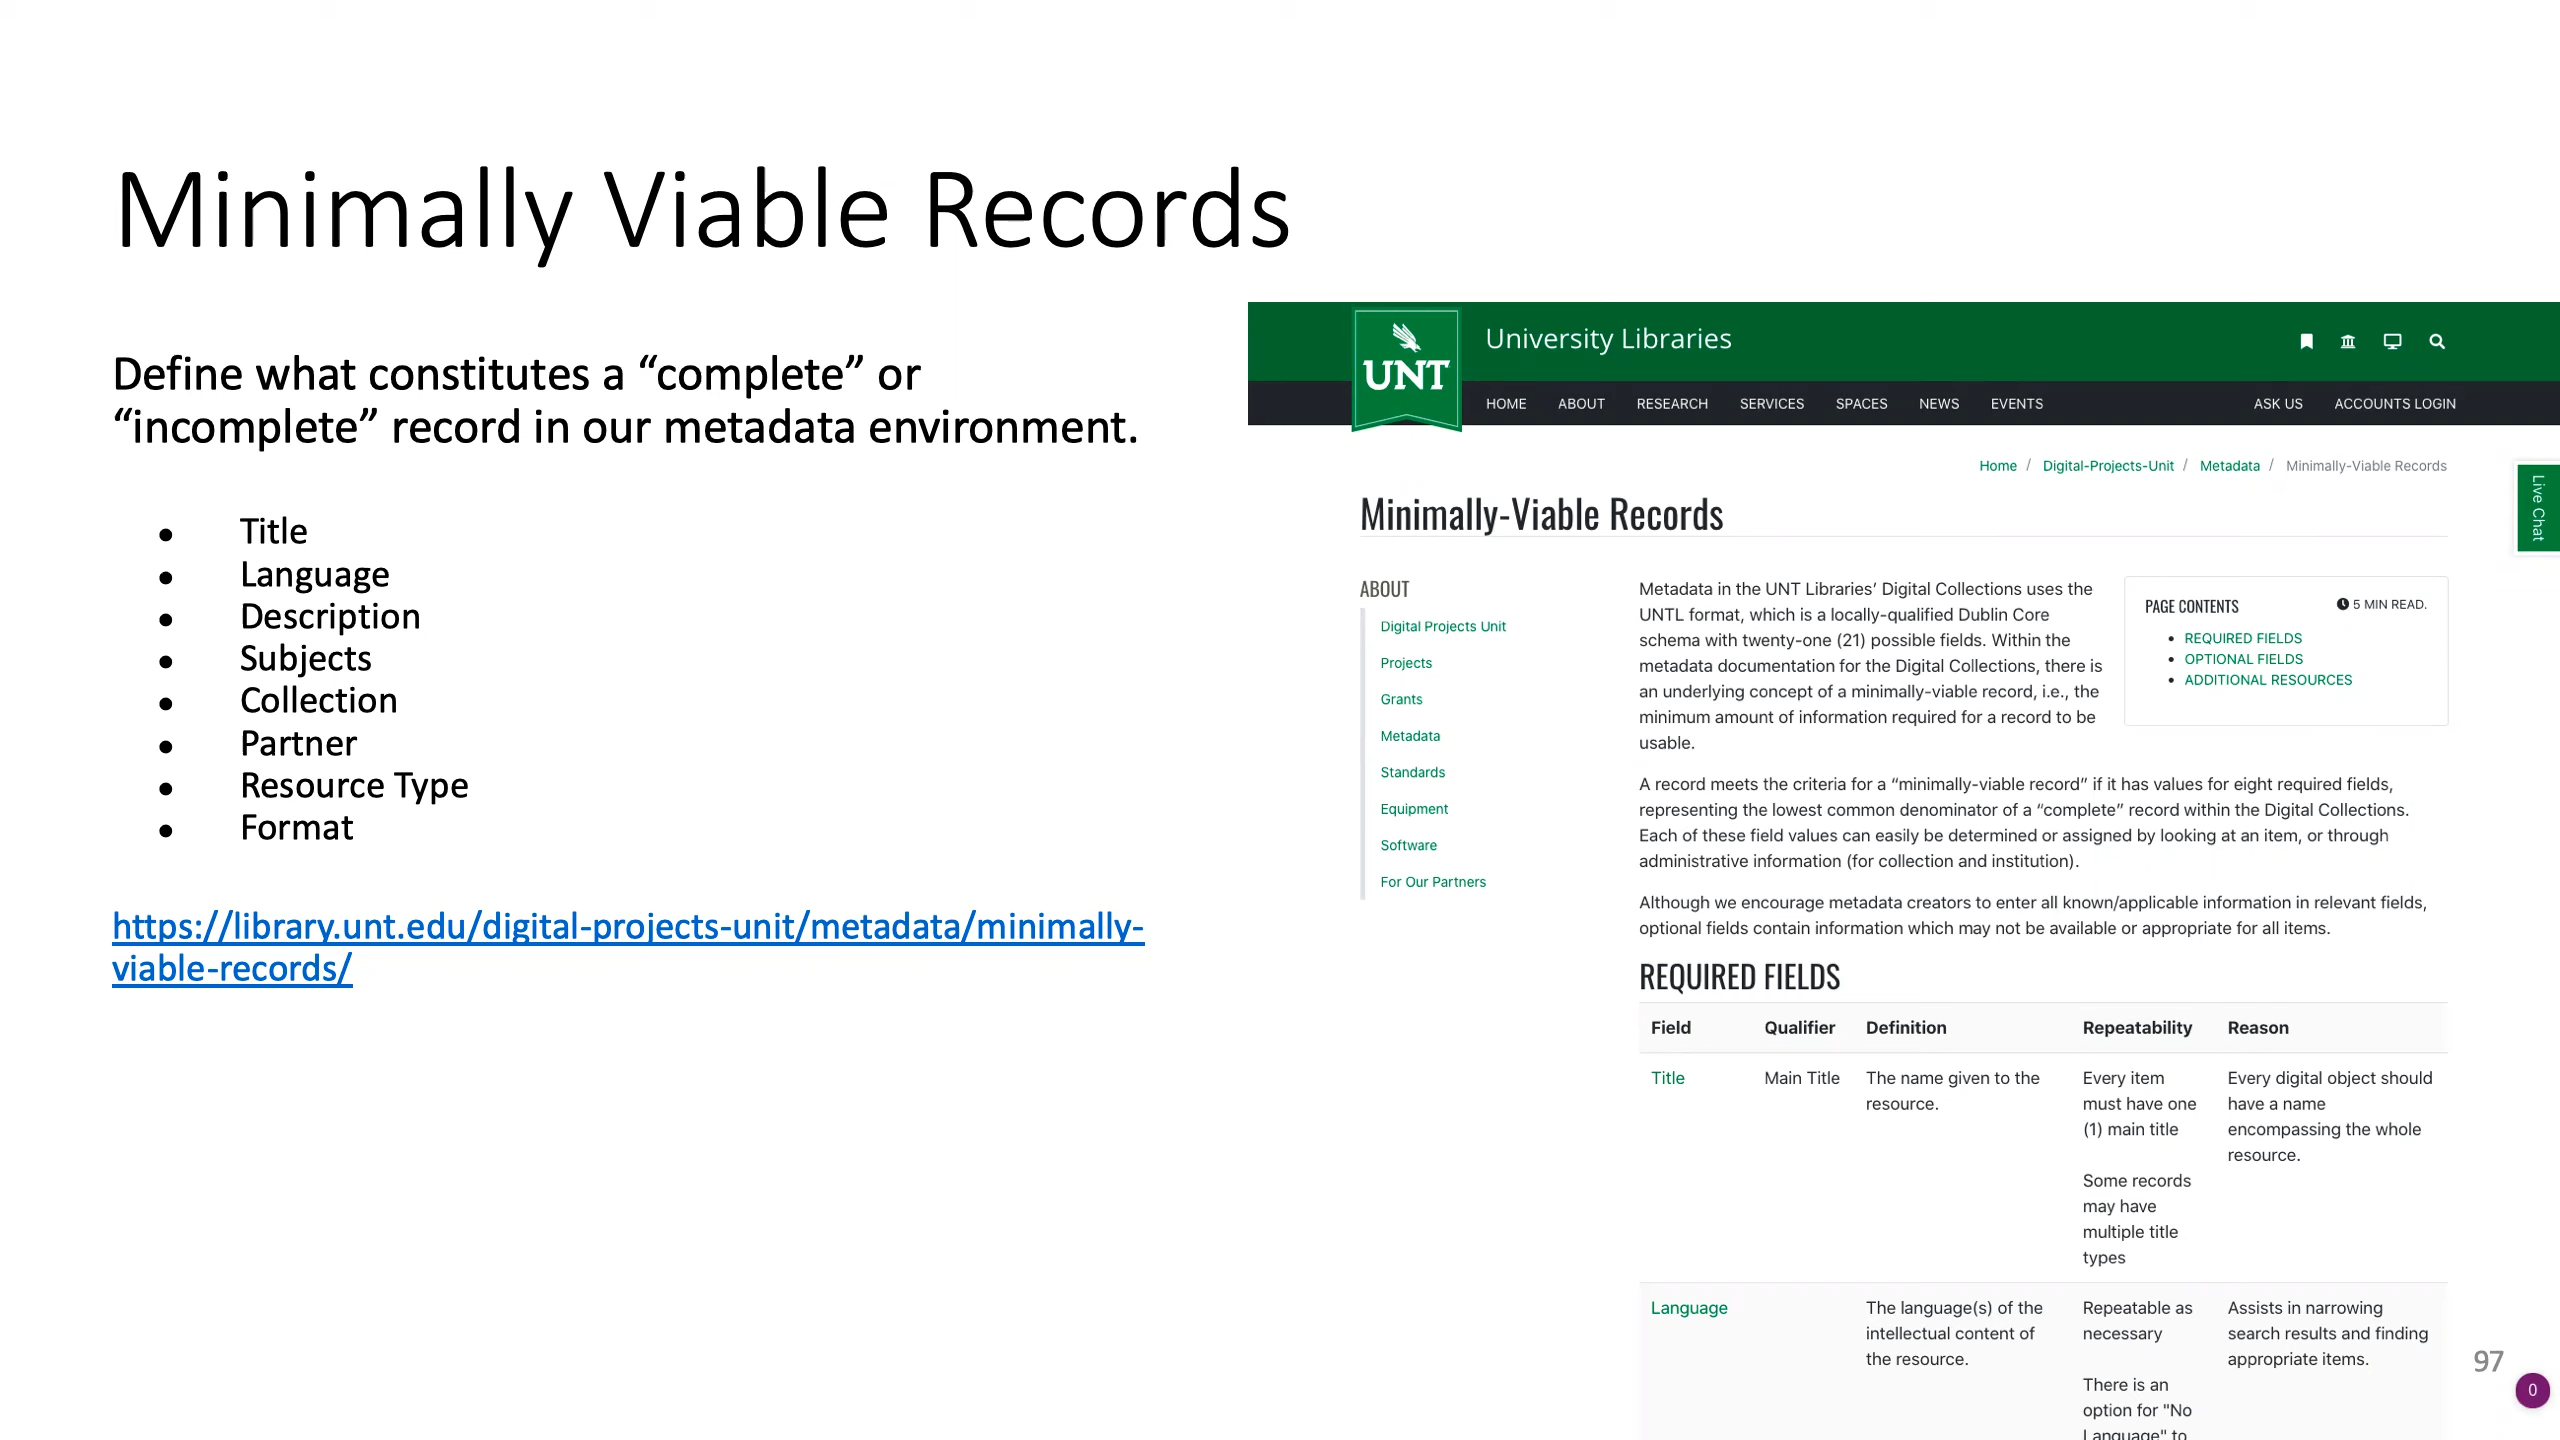 Minimally Viable Records
Define what constitutes a “complete” or
“incomplete” record in our metadata environment.
● Title
● Language
● Description
● Subjects
● Collection
● Partner
● Resource Type
● Format
https://library.unt.edu/digital-projects-unit/metadata/minimally-
viable-records/
UNT
University Libraries
HOME ABOUT RESEARCH SERVICES SPACES NEWS EVENTS ASK US ACCOUNTS LOGIN
Home / Digital-Projects-Unit / Metadata / Minimally-Viable Records
Live Chat
Minimally-Viable Records
ABOUT
Digital Projects Unit
Projects
Grants
Metadata
Standards
Equipment
Software
For Our Partners
Metadata in the UNT Libraries’ Digital Collections uses the
UNTL format, which is a locally-qualified Dublin Core
schema with twenty-one (21) possible fields. Within the
metadata documentation for the Digital Collections, there is
an underlying concept of a minimally-viable record, i.e., the
minimum amount of information required for a record to be
usable.
PAGE CONTENTS 5 MIN READ.
• REQUIRED FIELDS
• OPTIONAL FIELDS
• ADDITIONAL RESOURCES
A record meets the criteria for a “minimally-viable record” if it has values for eight required fields,
representing the lowest common denominator of a “complete” record within the Digital Collections.
Each of these field values can easily be determined or assigned by looking at an item, or through
administrative information (for collection and institution).
Although we encourage metadata creators to enter all known/applicable information in relevant fields,
optional fields contain information which may not be available or appropriate for all items.
REQUIRED FIELDS
Field Qualifier Definition Repeatability Reason
Title Main Title The name given to the Every item Every digital object should
resource. must have one have a name
(1) main title encompassing the whole
resource.
Some records
may have
multiple title
types
Language The language(s) of the Repeatable as Assists in narrowing
intellectual content of necessary search results and finding
the resource. appropriate items.
There is an
option for "No
Language" to
97
0